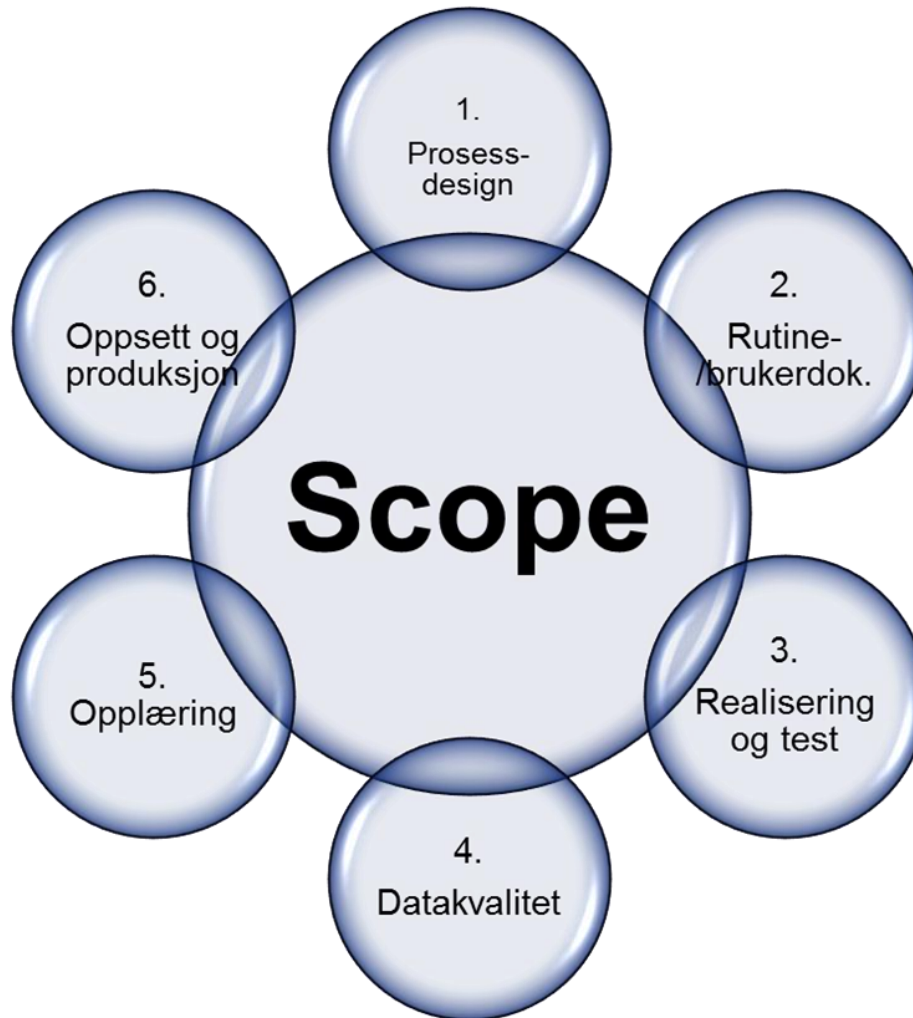 1.
Prosess-
design
2.
Rutine-
/brukerdok.
3.
Realisering
og test
4.
Datakvalitet
5.
Opplæring
6.
Oppsett og
produksjon
Scope